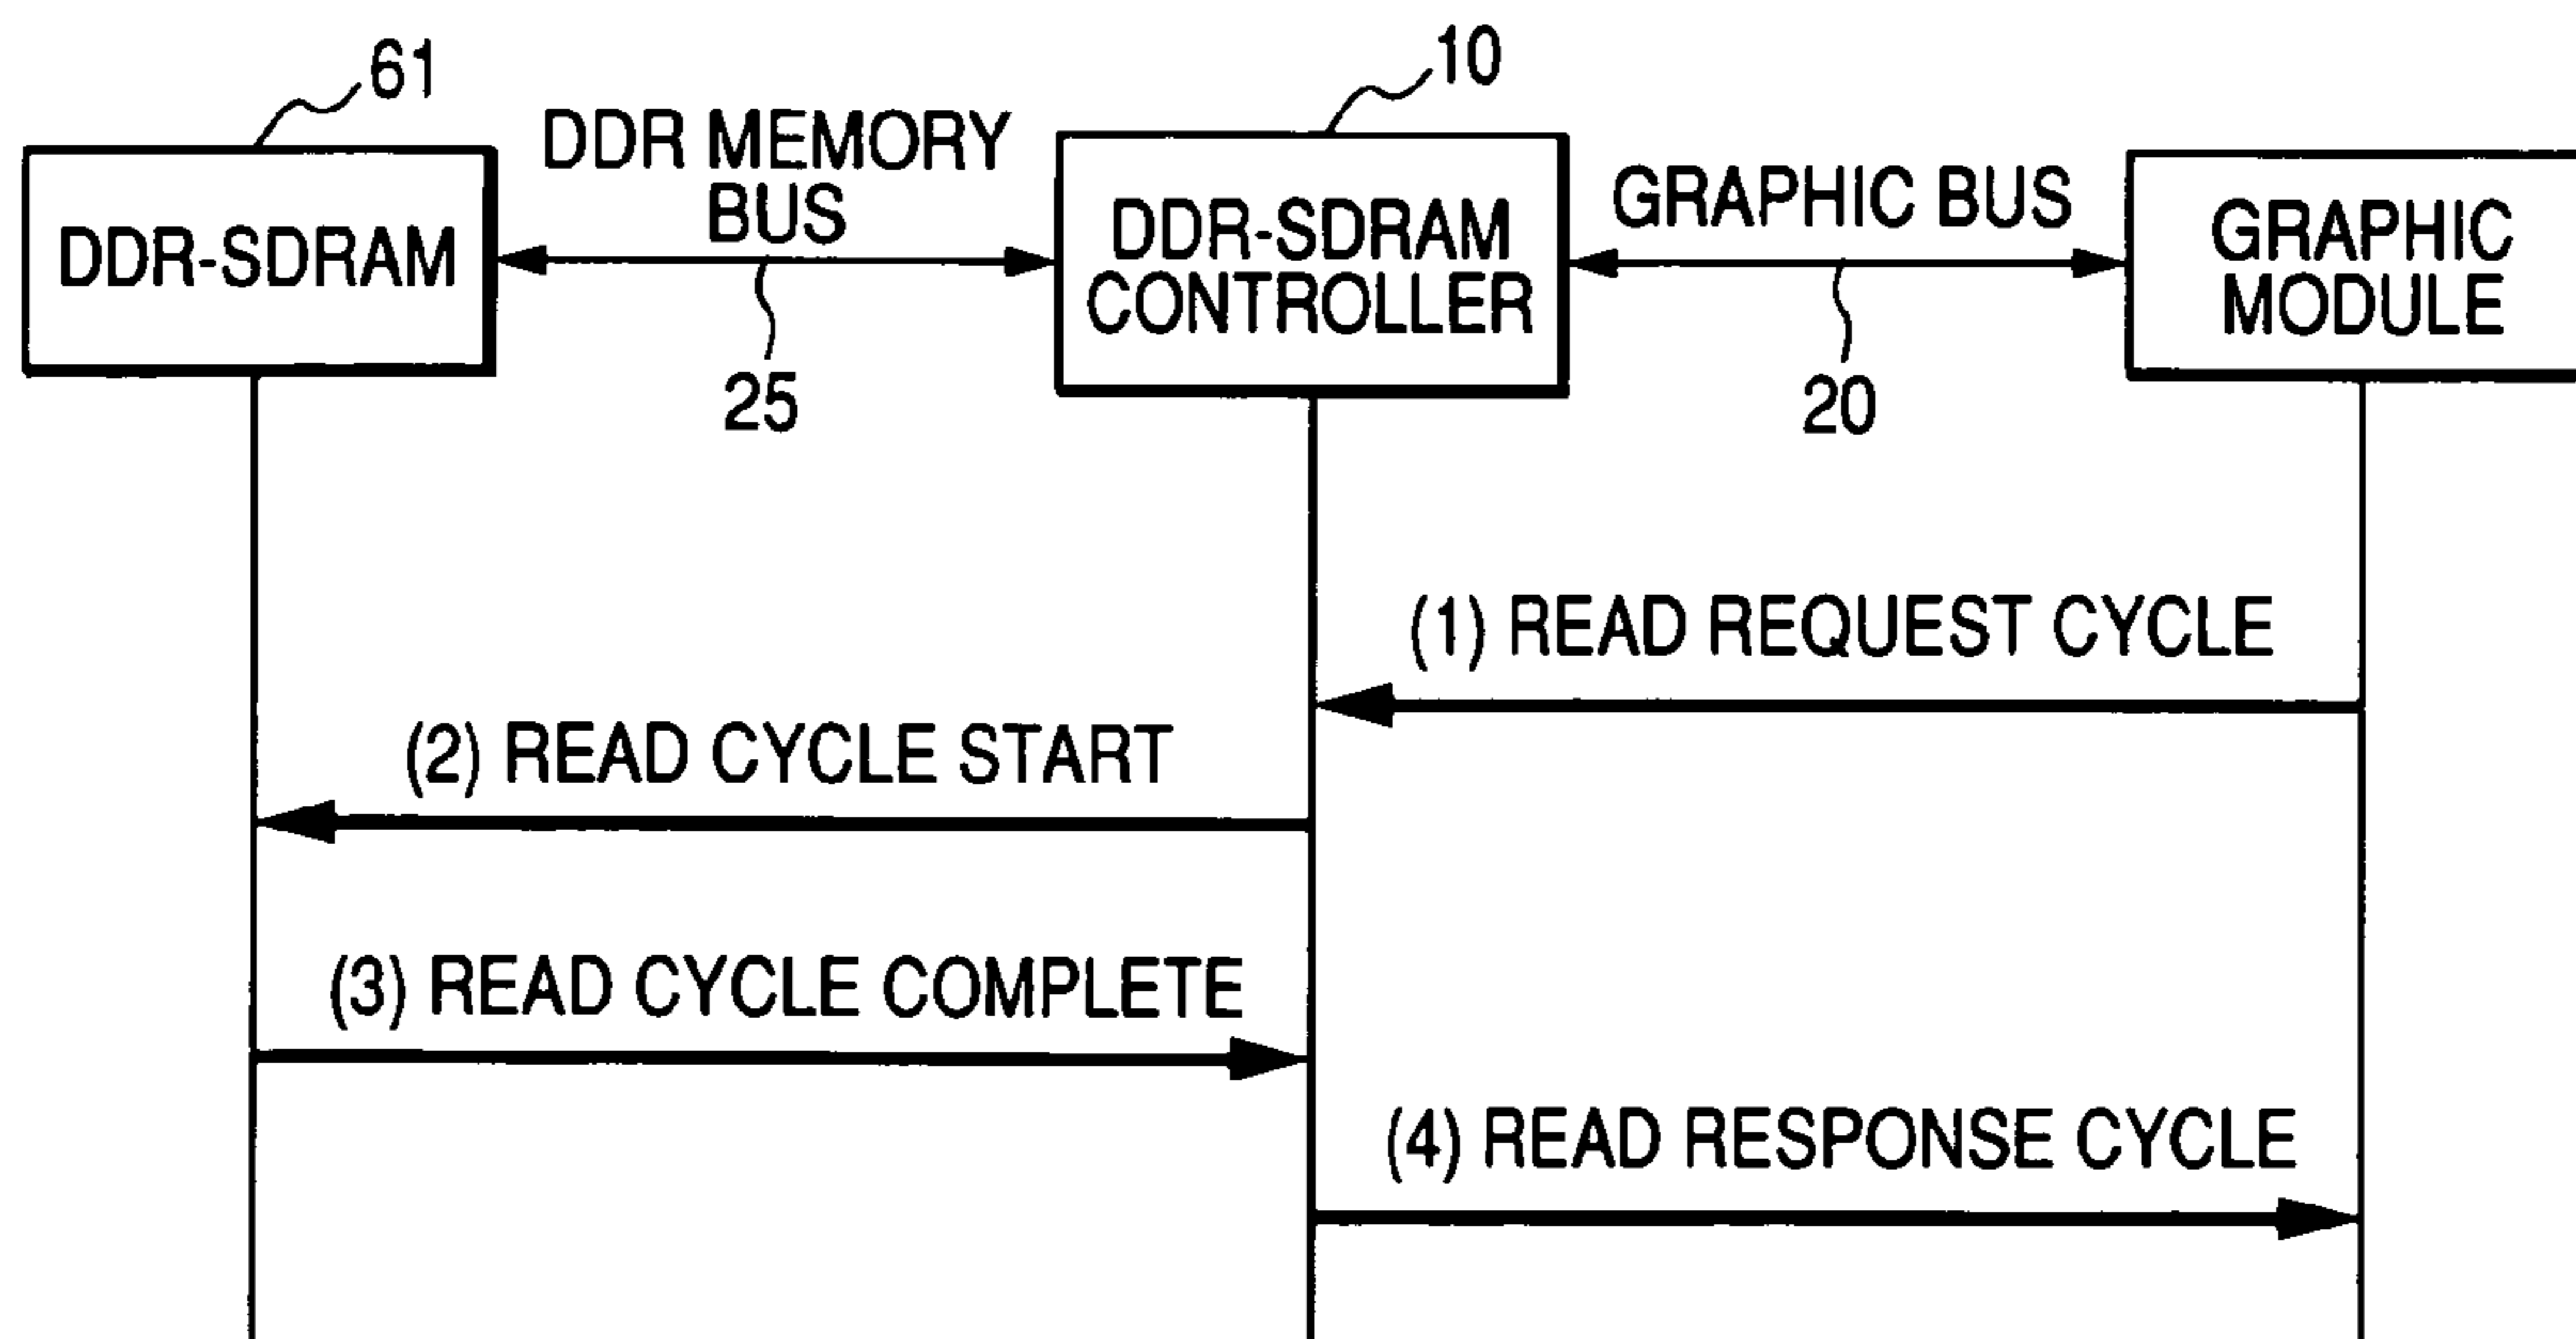 61
10
DDR MEMORY
BUS
DDR-SDRAM
DDR-SDRAM
CONTROLLER
GRAPHIC BUS
GRAPHIC
MODULE
25
20
(1) READ REQUEST CYCLE
(2) READ CYCLE START
(3) READ CYCLE COMPLETE
(4) READ RESPONSE CYCLE